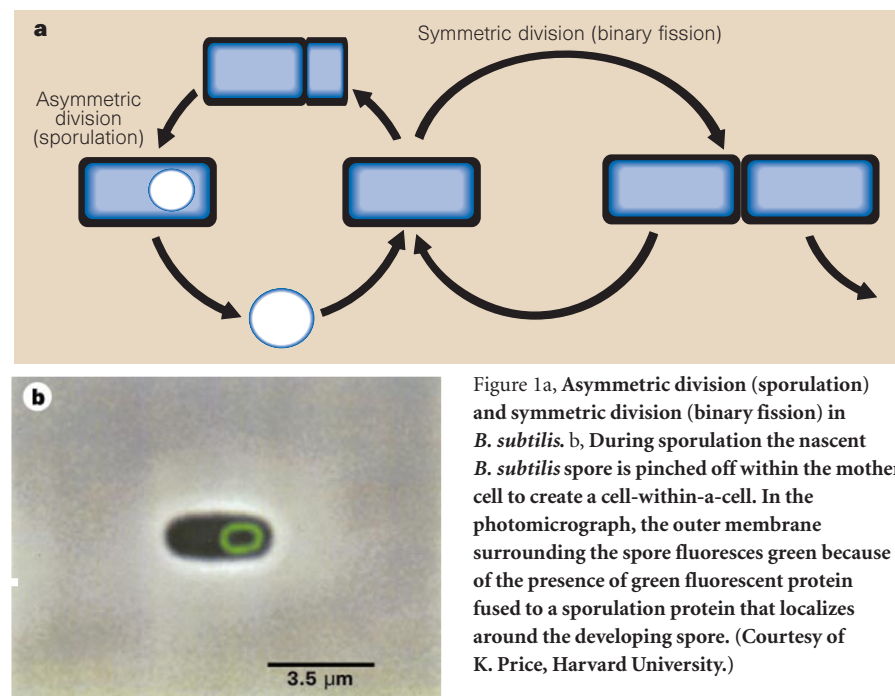 a
Symmetric division (binary fission)
Asymmetric
division
(sporulation)
b
3.5 µm
Figure 1a, Asymmetric division (sporulation)
and symmetric division (binary fission) in
B. subtilis. b, During sporulation the nascent
B. subtilis spore is pinched off within the mother
cell to create a cell-within-a-cell. In the
photomicrograph, the outer membrane
surrounding the spore fluoresces green because
of the presence of green fluorescent protein
fused to a sporulation protein that localizes
around the developing spore. (Courtesy of
K. Price, Harvard University.)